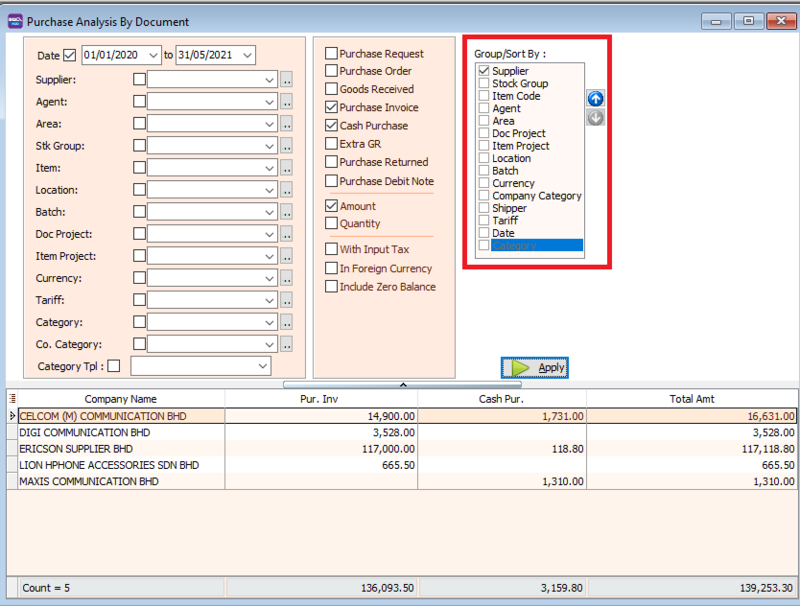 Purchase Analysis By Document
Date 01/01/2020 to 31/05/2021
Supplier:
Agent:
Area:
Stk Group:
Item:
Location:
Batch:
Doc Project:
Item Project:
Currency:
Tariff:
Category:
Co. Category:
Category Tpl :
Purchase Request
Purchase Order
Goods Received
Purchase Invoice
Cash Purchase
Extra GR
Purchase Returned
Purchase Debit Note
Amount
Quantity
With Input Tax
In Foreign Currency
Include Zero Balance
Group/Sort By :
Supplier
Stock Group
Item Code
Agent
Area
Doc Project
Item Project
Location
Batch
Currency
Company Category
Shipper
Tariff
Date
Category
Apply
Company Name Pur. Inv Cash Pur. Total Amt
CELCOM (M) COMMUNICATION BHD 14,900.00 1,731.00 16,631.00
DIGI COMMUNICATION BHD 3,528.00 3,528.00
ERICSON SUPPLIER BHD 117,000.00 118.80 117,118.80
LION HPHONE ACCESSORIES SDN BHD 665.50 665.50
MAXIS COMMUNICATION BHD 1,310.00 1,310.00
Count = 5 136,093.50 3,159.80 139,253.30